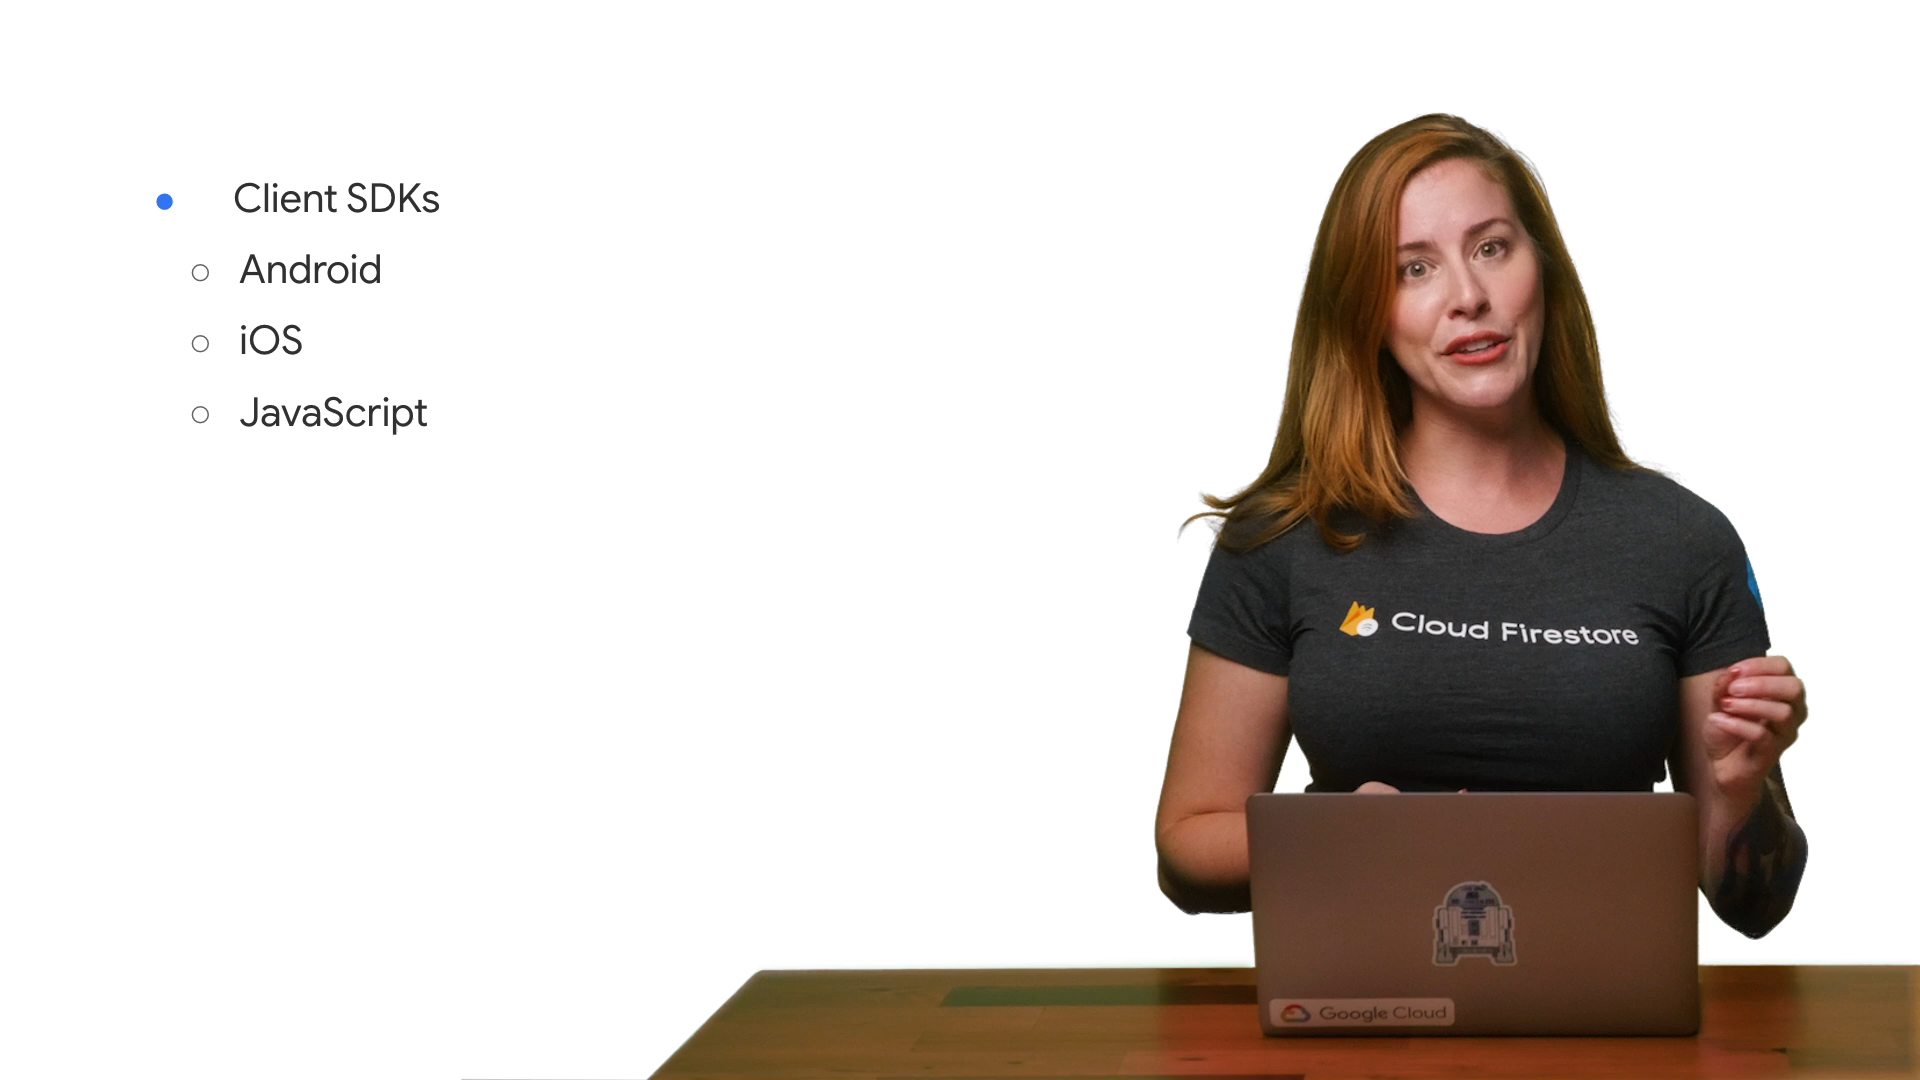 Client SDKs
Android
iOS
JavaScript
Cloud Firestore
Google Cloud